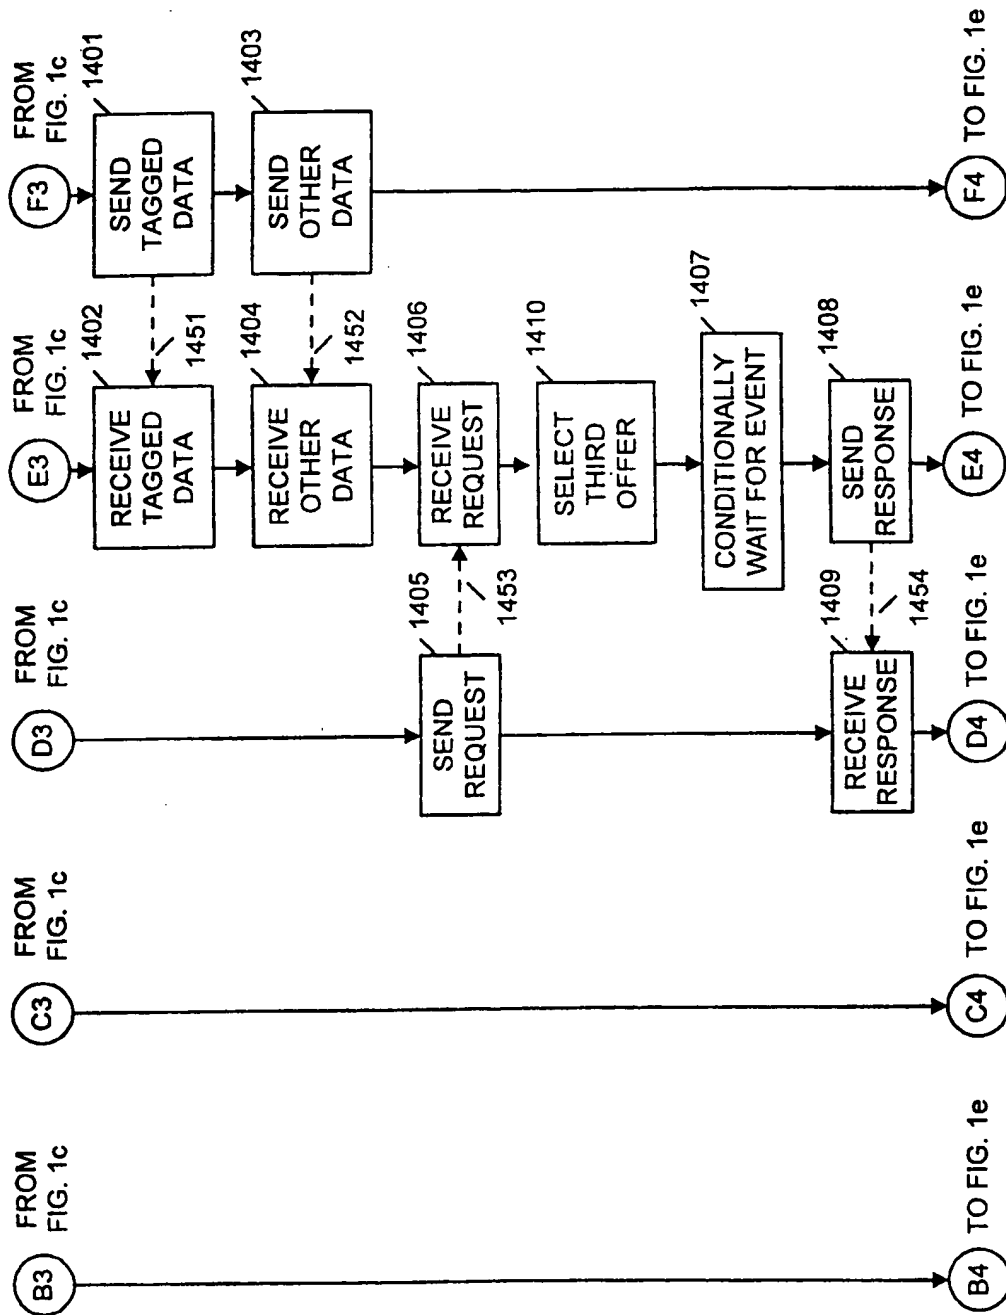 B3
FROM
FIG. 1c
C3
FROM
FIG. 1c
D3
FROM
FIG. 1c
E3
FROM
FIG. 1c
F3
FROM
FIG. 1c
1402
RECEIVE
TAGGED
DATA
1451
1401
SEND
TAGGED
DATA
1404
RECEIVE
OTHER
DATA
1452
1403
SEND
OTHER
DATA
1405
SEND
REQUEST
1453
1406
RECEIVE
REQUEST
1410
SELECT
THIRD
OFFER
1407
CONDITIONALLY
WAIT FOR EVENT
1409
RECEIVE
RESPONSE
1454
1408
SEND
RESPONSE
B4
TO FIG. 1e
C4
TO FIG. 1e
D4
TO FIG. 1e
E4
TO FIG. 1e
F4
TO FIG. 1e